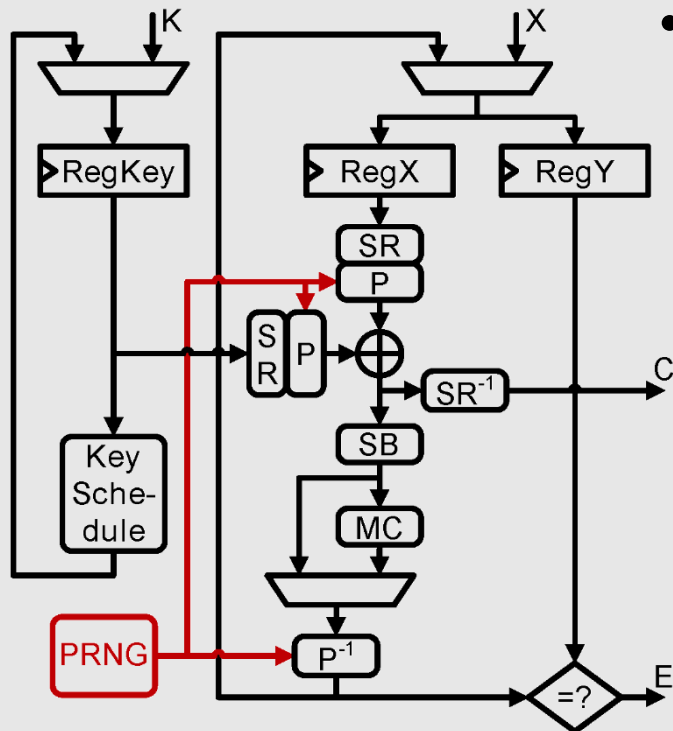 K
X
RegKey
RegX
RegY
SR
P
S
R
P
SR⁻¹
C
SB
Key
Sche-
dule
MC
PRNG
P⁻¹
E
=?